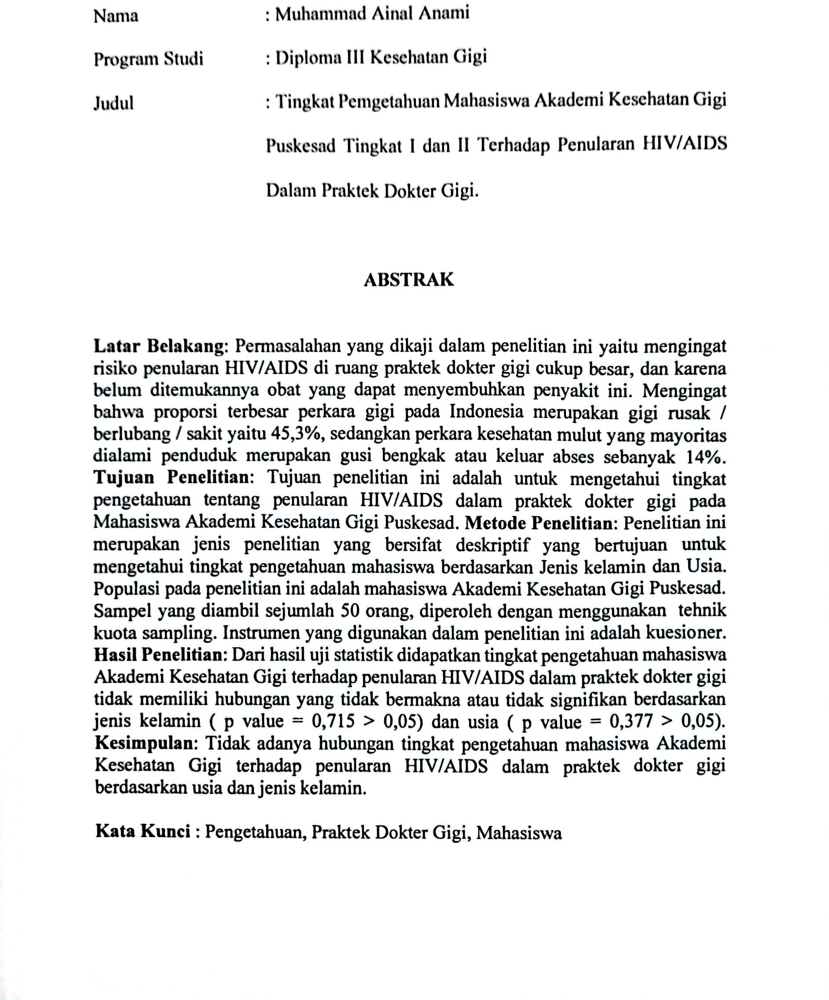 Nama : Muhammad Ainal Anami
Program Studi : Diploma III Kesehatan Gigi
Judul : Tingkat Pemgetahuan Mahasiswa Akademi Kesehatan Gigi
Puskesad Tingkat I dan II Terhadap Penularan HIV/AIDS
Dalam Praktek Dokter Gigi.
ABSTRAK
Latar Belakang: Permasalahan yang dikaji dalam penelitian ini yaitu mengingat
risiko penularan HIV/AIDS di ruang praktek dokter gigi cukup besar, dan karena
belum ditemukannya obat yang dapat menyembuhkan penyakit ini. Mengingat
bahwa proporsi terbesar perkara gigi pada Indonesia merupakan gigi rusak /
berlubang / sakit yaitu 45,3%, sedangkan perkara kesehatan mulut yang mayoritas
dialami penduduk merupakan gusi bengkak atau keluar abses sebanyak 14%.
Tujuan Penelitian: Tujuan penelitian ini adalah untuk mengetahui tingkat
pengetahuan tentang penularan HIV/AIDS dalam praktek dokter gigi pada
Mahasiswa Akademi Kesehatan Gigi Puskesad. Metode Penelitian: Penelitian ini
merupakan jenis penelitian yang bersifat deskriptif yang bertujuan untuk
mengetahui tingkat pengetahuan mahasiswa berdasarkan Jenis kelamin dan Usia.
Populasi pada penelitian ini adalah mahasiswa Akademi Kesehatan Gigi Puskesad.
Sampel yang diambil sejumlah 50 orang, diperoleh dengan menggunakan tehnik
kuota sampling. Instrumen yang digunakan dalam penelitian ini adalah kuesioner.
Hasil Penelitian: Dari hasil uji statistik didapatkan tingkat pengetahuan mahasiswa
Akademi Kesehatan Gigi terhadap penularan HIV/AIDS dalam praktek dokter gigi
tidak memiliki hubungan yang tidak bermakna atau tidak signifikan berdasarkan
jenis kelamin ( p value = 0,715 > 0,05) dan usia ( p value = 0,377 > 0,05).
Kesimpulan: Tidak adanya hubungan tingkat pengetahuan mahasiswa Akademi
Kesehatan Gigi terhadap penularan HIV/AIDS dalam praktek dokter gigi
berdasarkan usia dan jenis kelamin.
Kata Kunci : Pengetahuan, Praktek Dokter Gigi, Mahasiswa